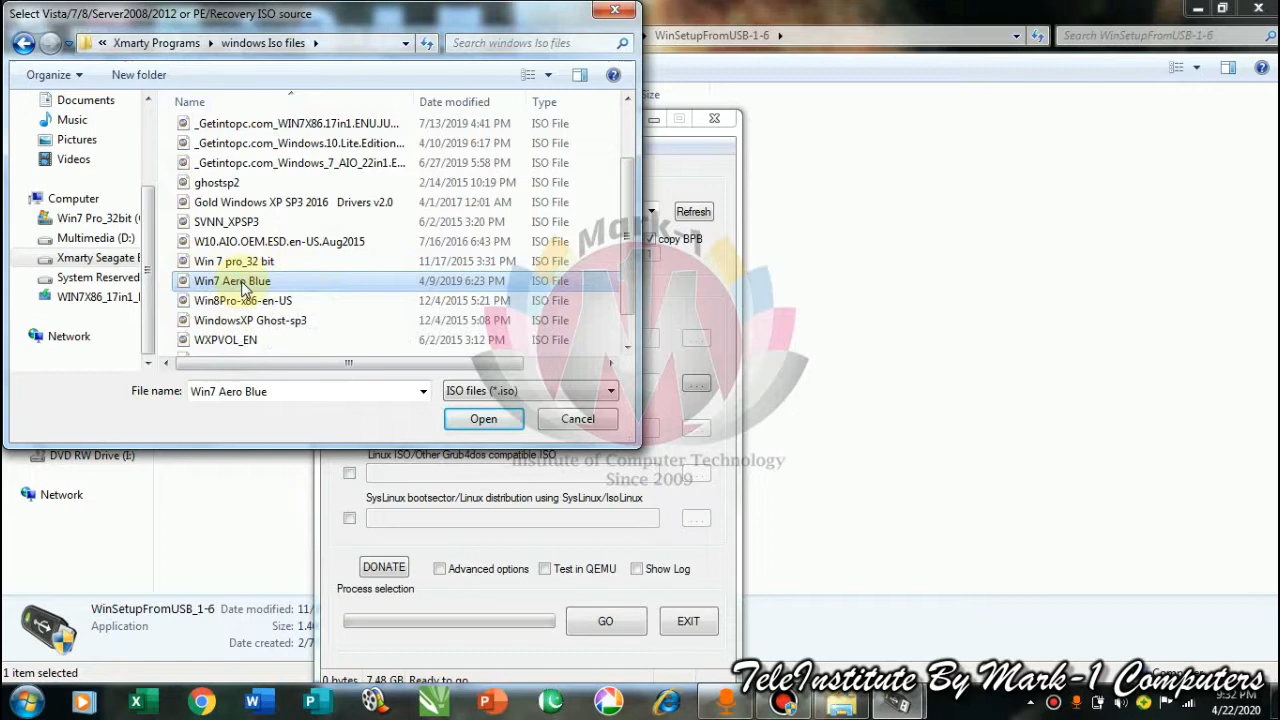 Select Vista/7/8/Server2008/2012 or PE/Recovery ISO source
« Xmarty Programs windows Iso files
Search windows Iso files
WinSetupFromUSB-1-6
Search WinSetupFromUSB-1-6
Organize
New folder
Name
Date modified
Type
Size
Documents
Music
Pictures
Videos
Computer
Win7 Pro_32bit (
Multimedia (D:)
Xmarty Seagate E
System Reserved
WIN7X86_17in1_
Network
_Getintopc.com_WIN7X86.17in1.ENU.JU... 7/13/2019 4:41 PM ISO File
_Getintopc.com_Windows.10.Lite.Edition... 4/10/2019 6:17 PM ISO File
_Getintopc.com_Windows_7_AIO_22in1.E... 6/27/2019 5:58 PM ISO File
ghostsp2 2/14/2015 10:19 PM ISO File
Gold Windows XP SP3 2016 Drivers v2.0 4/1/2017 12:01 AM ISO File
SVNN_XPSP3 6/2/2015 3:20 PM ISO File
W10.AIO.OEM.ESD.en-US.Aug2015 7/16/2016 6:43 PM ISO File
Win 7 pro_32 bit 11/17/2015 3:31 PM ISO File
Win7 Aero Blue 4/9/2019 6:23 PM ISO File
Win8Pro-x86-en-US 12/4/2015 5:21 PM ISO File
WindowsXP Ghost-sp3 12/4/2015 5:08 PM ISO File
WXPVOL_EN 6/2/2015 3:12 PM ISO File
File name: Win7 Aero Blue
ISO files (*.iso)
Open
Cancel
Refresh
copy BPB
Mark-1
M
Institute of Computer Technology
Since 2009
DVD RW Drive (I:)
Network
Linux ISO/Other Grub4dos compatible ISO
...
SysLinux bootsector/Linux distribution using SysLinux/IsoLinux
...
DONATE
Advanced options
Test in QEMU
Show Log
Process selection
GO
EXIT
0 bytes 7.48 GB. Ready to go
WinSetupFromUSB_1-6 Date modified: 11/
Application
Size: 1.4
Date created: 2/7
1 item selected
TeleInstitute By Mark-1 Computers
9:32 PM
4/22/2020